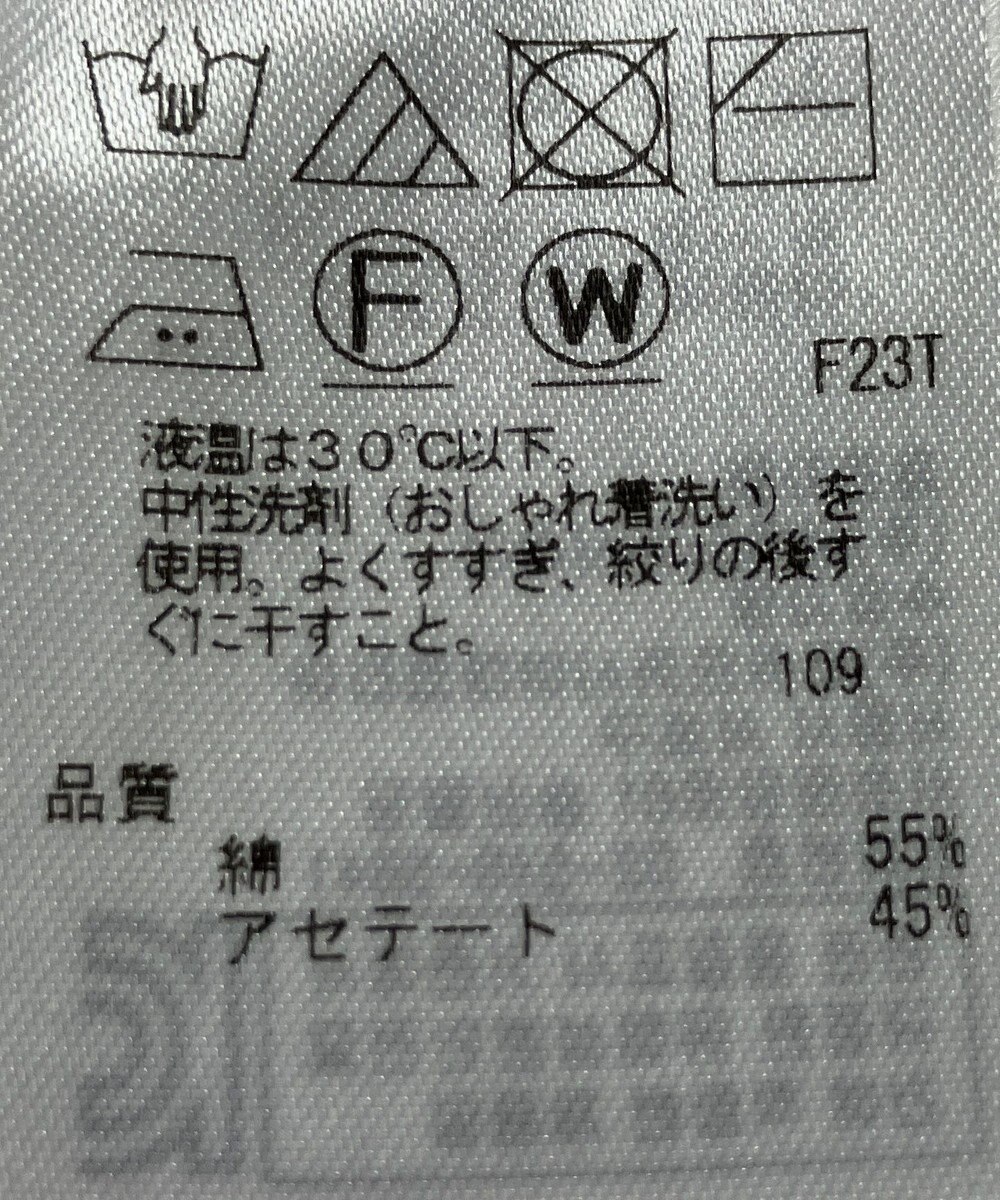 F
W
F23T
液温は30℃以下。
中性洗剤（おしゃれ着洗い）を
使用。よくすすぎ、絞りの後す
ぐに干すこと。
109
品質
綿 55%
アセテート 45%